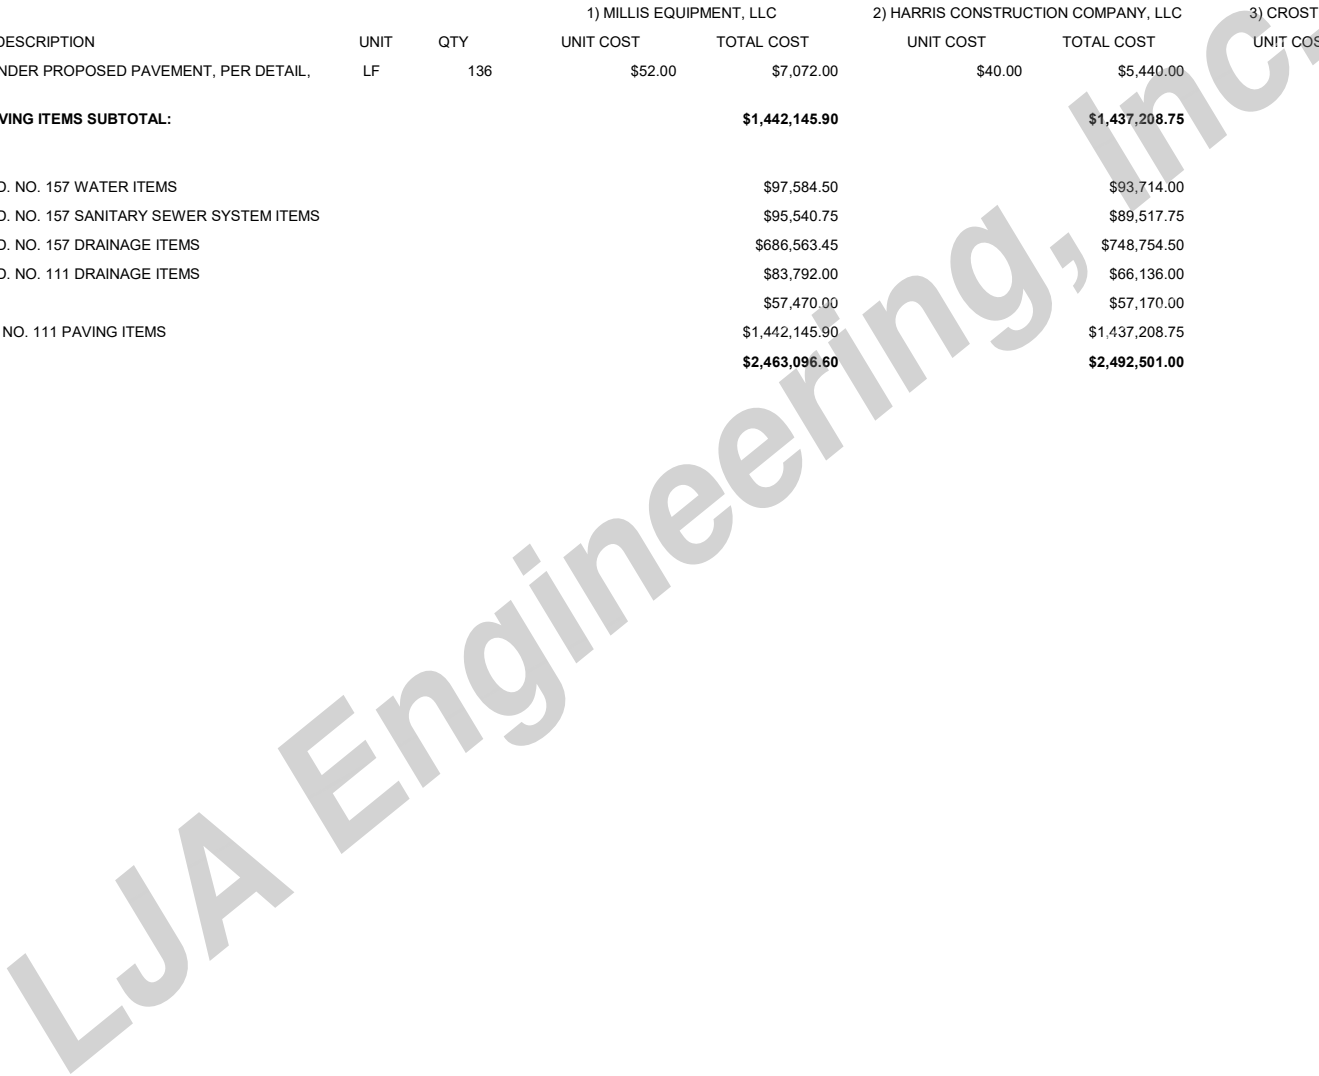 1) MILLIS EQUIPMENT, LLC 2) HARRIS CONSTRUCTION COMPANY, LLC 3) CROST
DESCRIPTION UNIT QTY UNIT COST TOTAL COST UNIT COST TOTAL COST UNIT COS
NDER PROPOSED PAVEMENT, PER DETAIL, LF 136 $52.00 $7,072.00 $40.00 $5,440.00
VING ITEMS SUBTOTAL: $1,442,145.90 $1,437,208.75
D. NO. 157 WATER ITEMS $97,584.50 $93,714.00
D. NO. 157 SANITARY SEWER SYSTEM ITEMS $95,540.75 $89,517.75
D. NO. 157 DRAINAGE ITEMS $686,563.45 $748,754.50
D. NO. 111 DRAINAGE ITEMS $83,792.00 $66,136.00
$57,470.00 $57,170.00
NO. 111 PAVING ITEMS $1,442,145.90 $1,437,208.75
$2,463,096.60 $2,492,501.00
LJA Engineering, Inc.